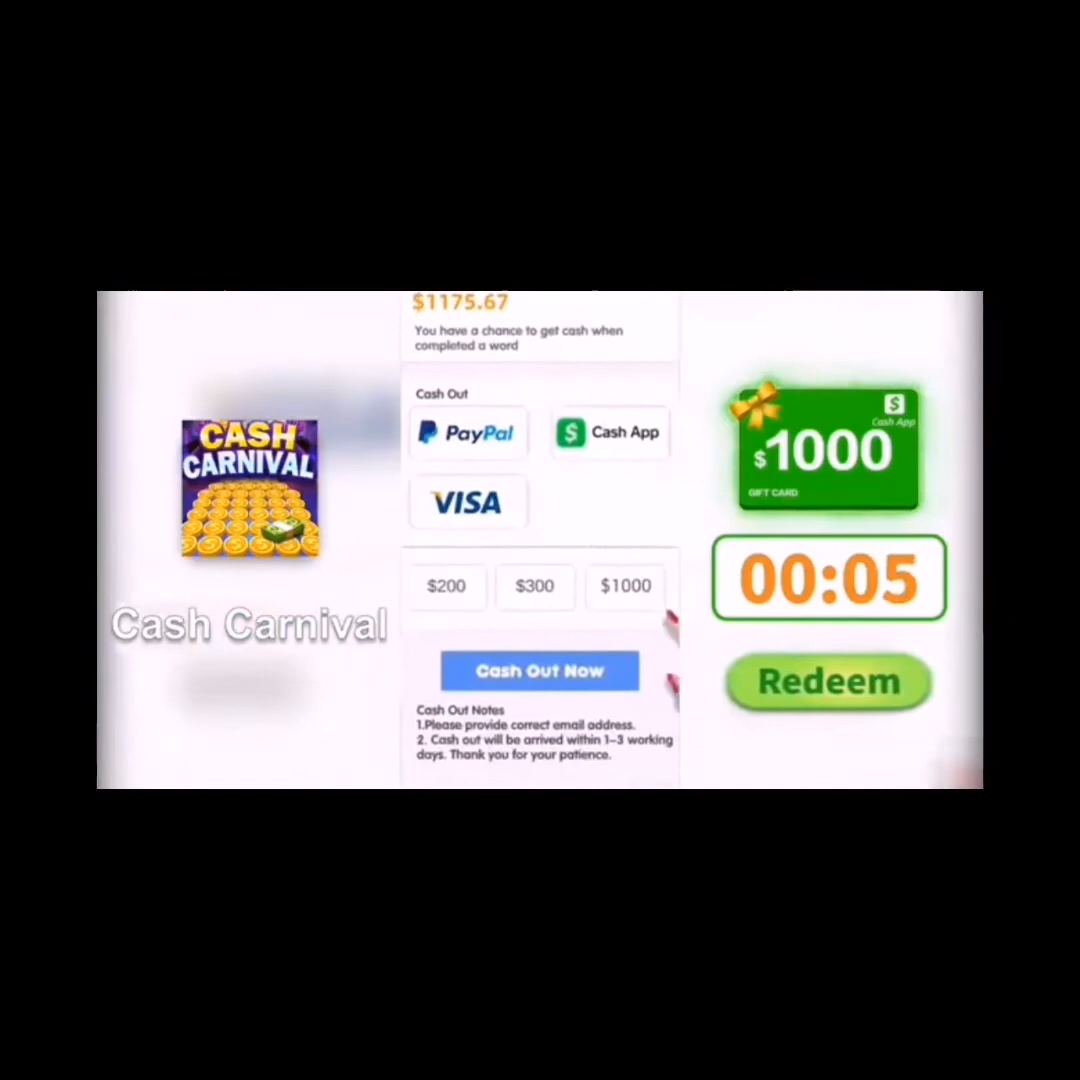 CASH
CARNIVAL
Cash Carnival
$1175.67
You have a chance to get cash when
completed a word
Cash Out
PayPal
$ Cash App
VISA
$200 $300 $1000
Cash Out Now
Cash Out Notes
1.Please provide correct email address.
2. Cash out will be arrived within 1-3 working
days. Thank you for your patience.
$
Cash App
$1000
GIFT CARD
00:05
Redeem